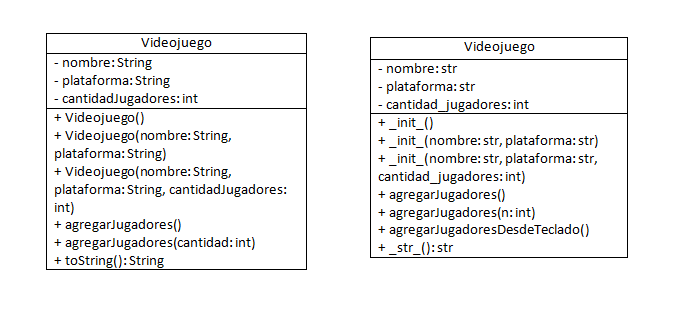 Videojuego
- nombre: String
- plataforma: String
- cantidadJugadores: int
+ Videojuego()
+ Videojuego(nombre: String,
plataforma: String)
+ Videojuego(nombre: String,
plataforma: String, cantidadJugadores:
int)
+ agregarJugadores()
+ agregarJugadores(cantidad: int)
+ toString(): String
Videojuego
- nombre: str
- plataforma: str
- cantidad_jugadores: int
+ _init_()
+ _init_(nombre: str, plataforma: str)
+ _init_(nombre: str, plataforma: str,
cantidad_jugadores: int)
+ agregarJugadores()
+ agregarJugadores(n: int)
+ agregarJugadoresDesdeTeclado()
+ _str_(): str